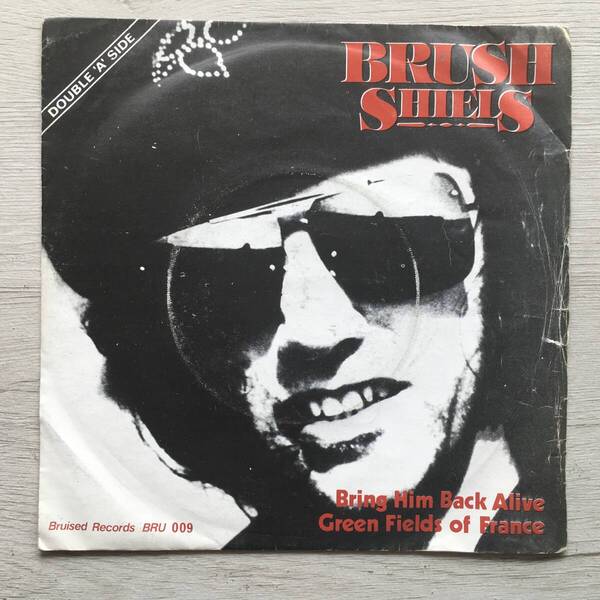 DOUBLE 'A' SIDE
BRUSH
SHIELS
Bring Him Back Alive
Green Fields of France
Bruised Records BRU 009